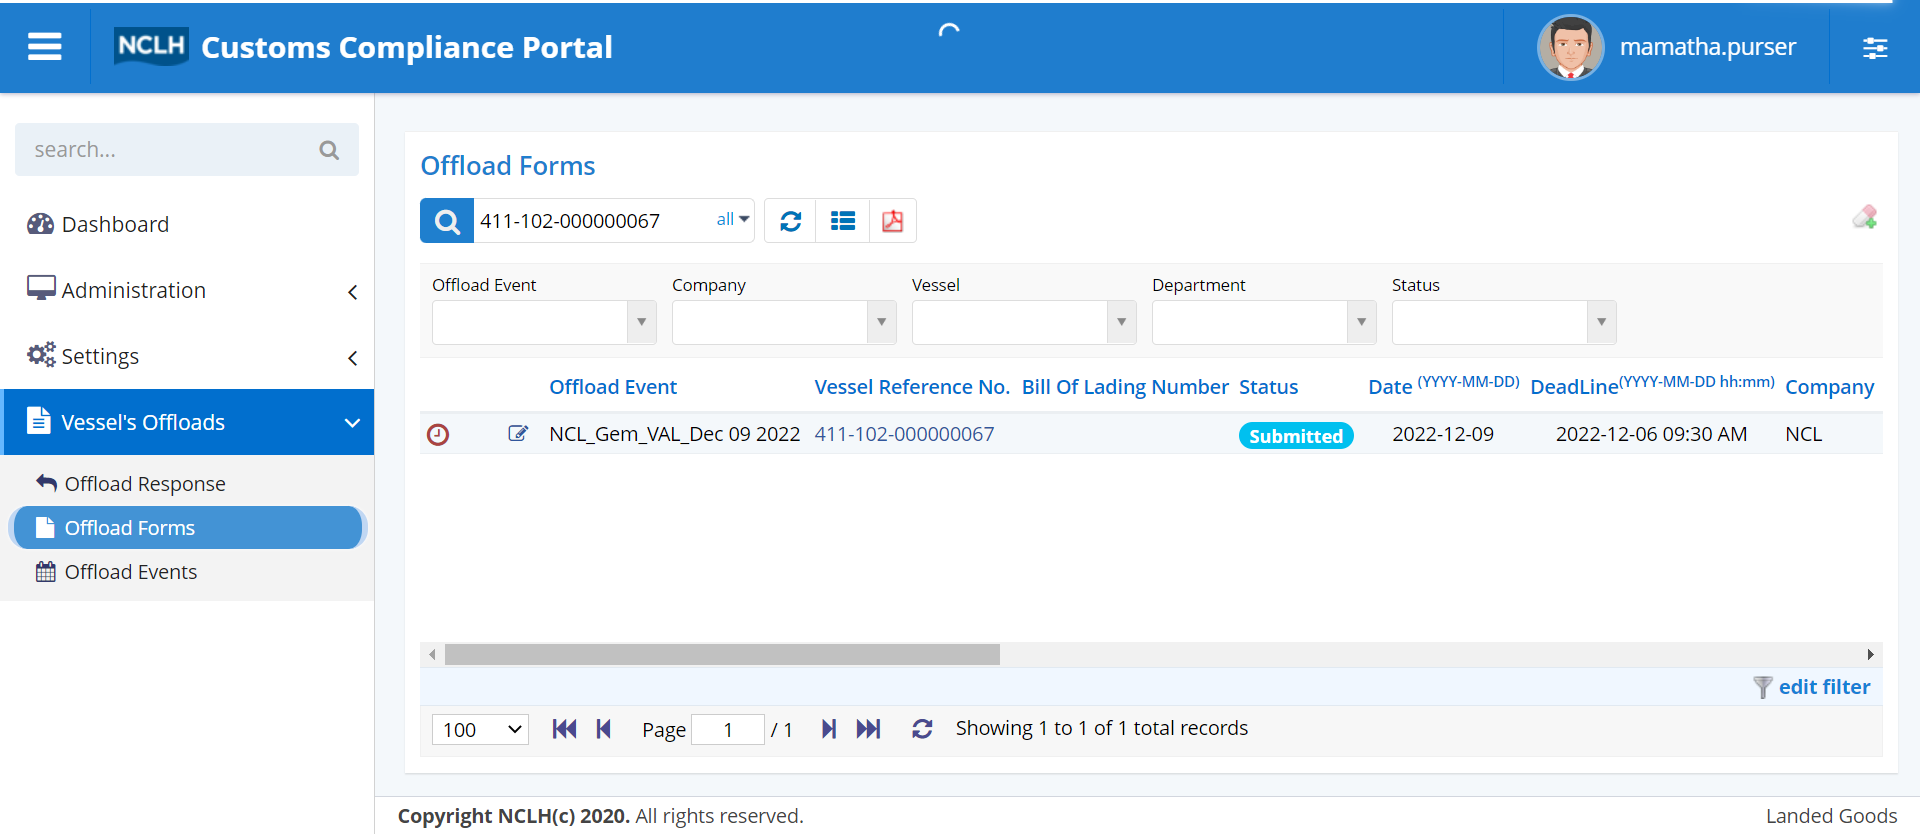 NCLH Customs Compliance Portal
mamatha.purser
search...
Dashboard
Administration
Settings
Vessel's Offloads
Offload Response
Offload Forms
Offload Events
Offload Forms
411-102-000000067 all
Offload Event Company Vessel Department Status
Offload Event Vessel Reference No. Bill Of Lading Number Status Date (YYYY-MM-DD) DeadLine(YYYY-MM-DD hh:mm) Company
NCL_Gem_VAL_Dec 09 2022 411-102-000000067 Submitted 2022-12-09 2022-12-06 09:30 AM NCL
edit filter
100 Page 1 / 1 Showing 1 to 1 of 1 total records
Copyright NCLH(c) 2020. All rights reserved. Landed Goods